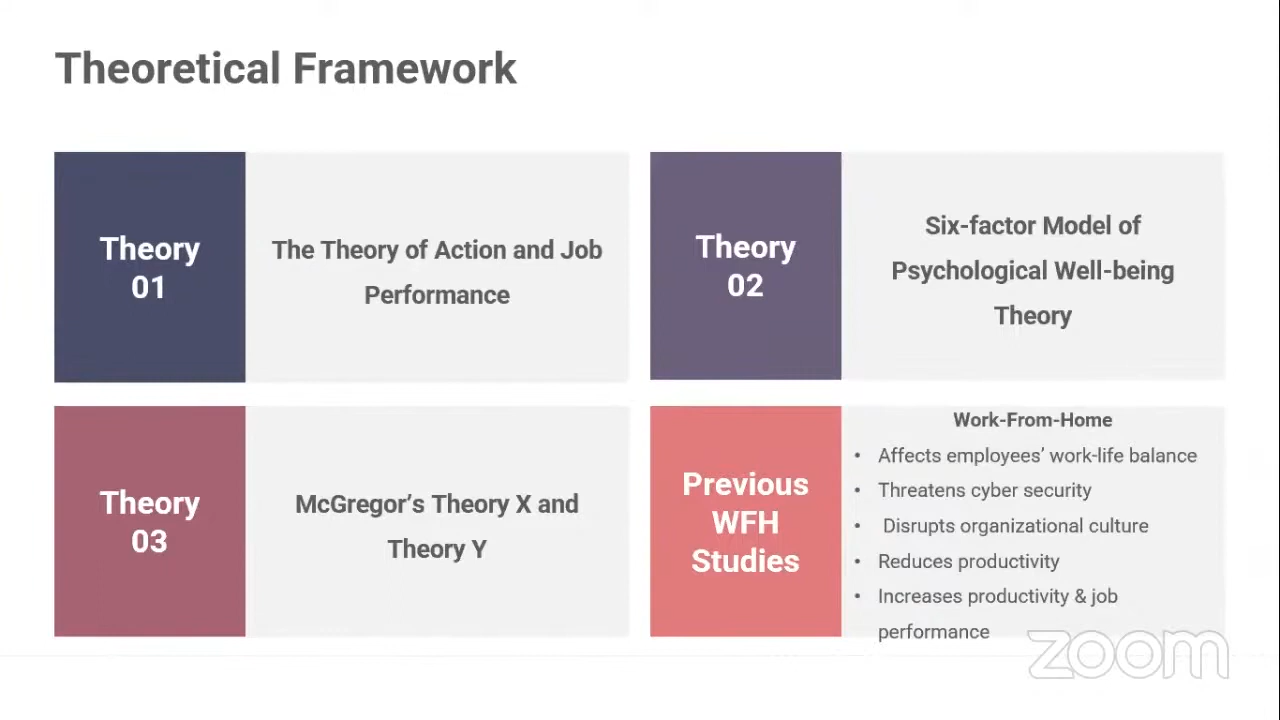 Theoretical Framework
Theory
01
The Theory of Action and Job
Performance
Theory
02
Six-factor Model of
Psychological Well-being
Theory
Theory
03
McGregor’s Theory X and
Theory Y
Previous
WFH
Studies
Work-From-Home
• Affects employees’ work-life balance
• Threatens cyber security
• Disrupts organizational culture
• Reduces productivity
• Increases productivity & job
performance
zoom